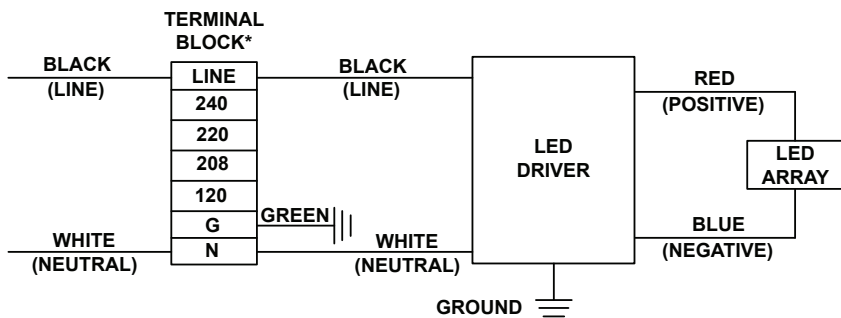 TERMINAL
BLOCK*
BLACK
(LINE)
LINE
BLACK
(LINE)
240
220
208
120
G
GREEN
N
WHITE
(NEUTRAL)
WHITE
(NEUTRAL)
LED
DRIVER
GROUND
RED
(POSITIVE)
LED
ARRAY
BLUE
(NEGATIVE)